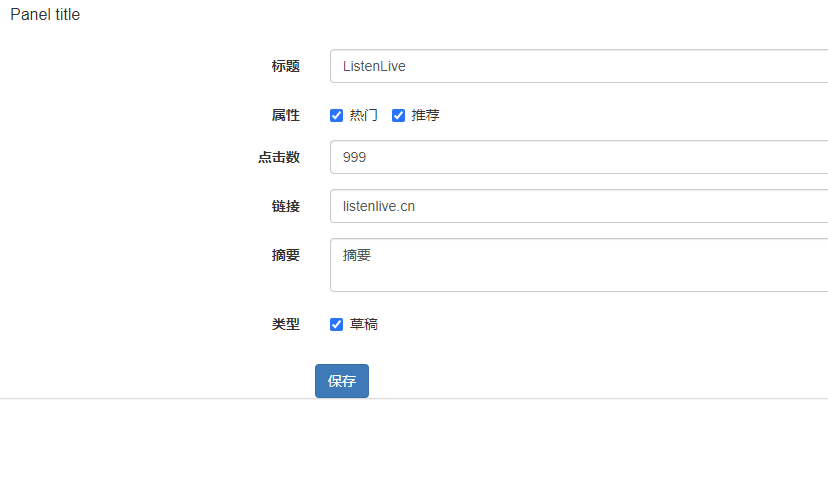 Panel title
标题 ListenLive
属性 热门 推荐
点击数 999
链接 listenlive.cn
摘要 摘要
类型 草稿
保存